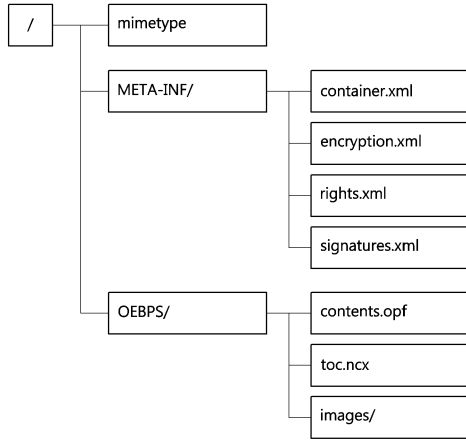 /
mimetype
META-INF/
container.xml
encryption.xml
rights.xml
signatures.xml
OEBPS/
contents.opf
toc.ncx
images/